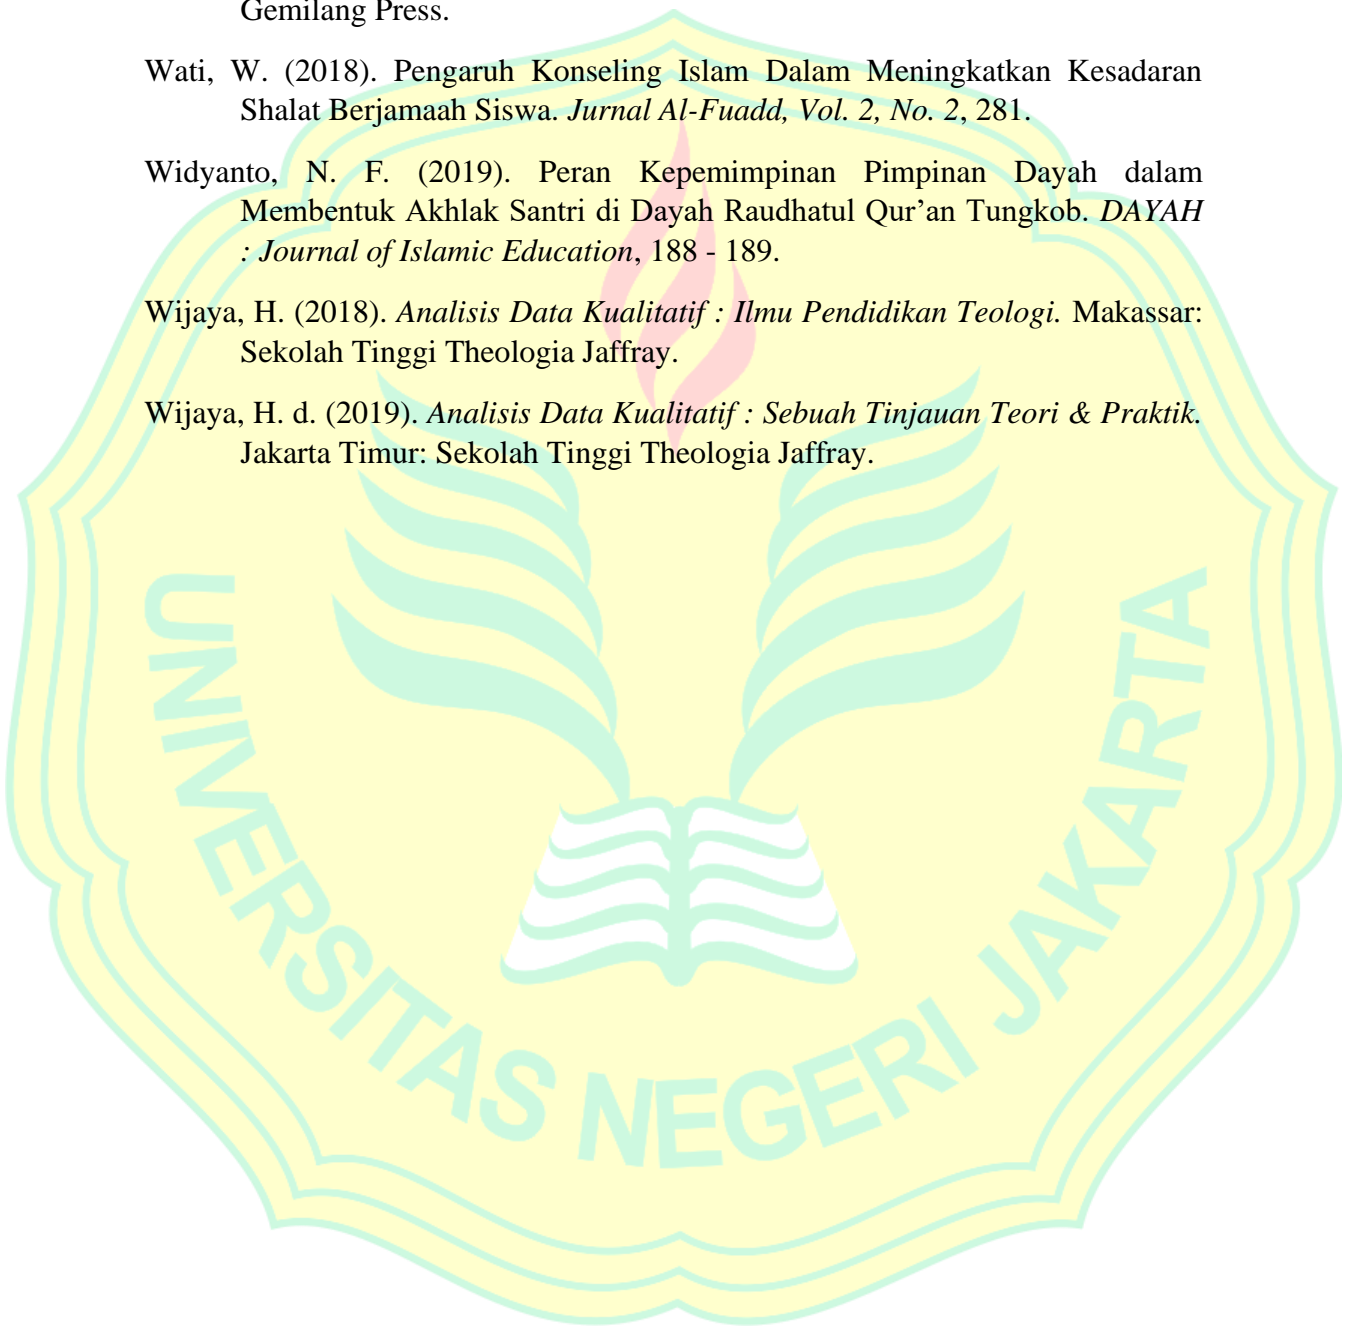 Gemilang Press.
Wati, W. (2018). Pengaruh Konseling Islam Dalam Meningkatkan Kesadaran
Shalat Berjamaah Siswa. Jurnal Al-Fuadd, Vol. 2, No. 2, 281.
Widyanto, N. F. (2019). Peran Kepemimpinan Pimpinan Dayah dalam
Membentuk Akhlak Santri di Dayah Raudhatul Qur’an Tungkob. DAYAH
: Journal of Islamic Education, 188 - 189.
Wijaya, H. (2018). Analisis Data Kualitatif : Ilmu Pendidikan Teologi. Makassar:
Sekolah Tinggi Theologia Jaffray.
Wijaya, H. d. (2019). Analisis Data Kualitatif : Sebuah Tinjauan Teori & Praktik.
Jakarta Timur: Sekolah Tinggi Theologia Jaffray.
UNIVERSITAS NEGERI JAKARTA